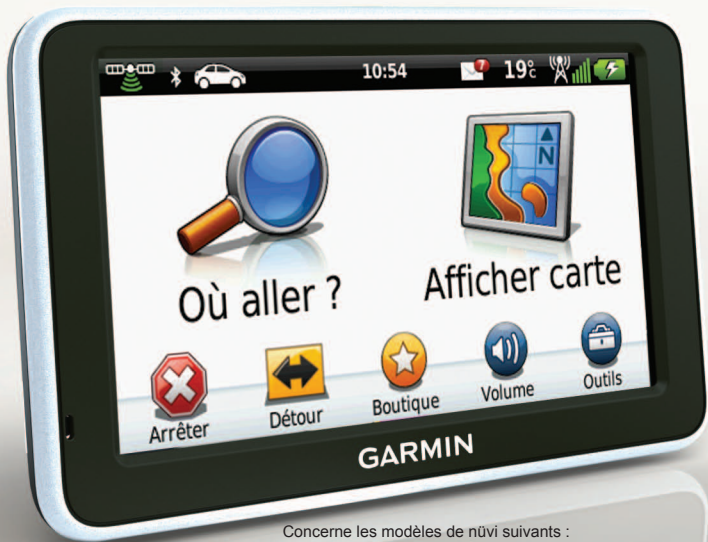 10:54 7 19°c
N
Où aller ?
Afficher carte
Arrêter
Détour
Boutique
Volume
Outils
GARMIN
Concerne les modèles de nüvi suivants :